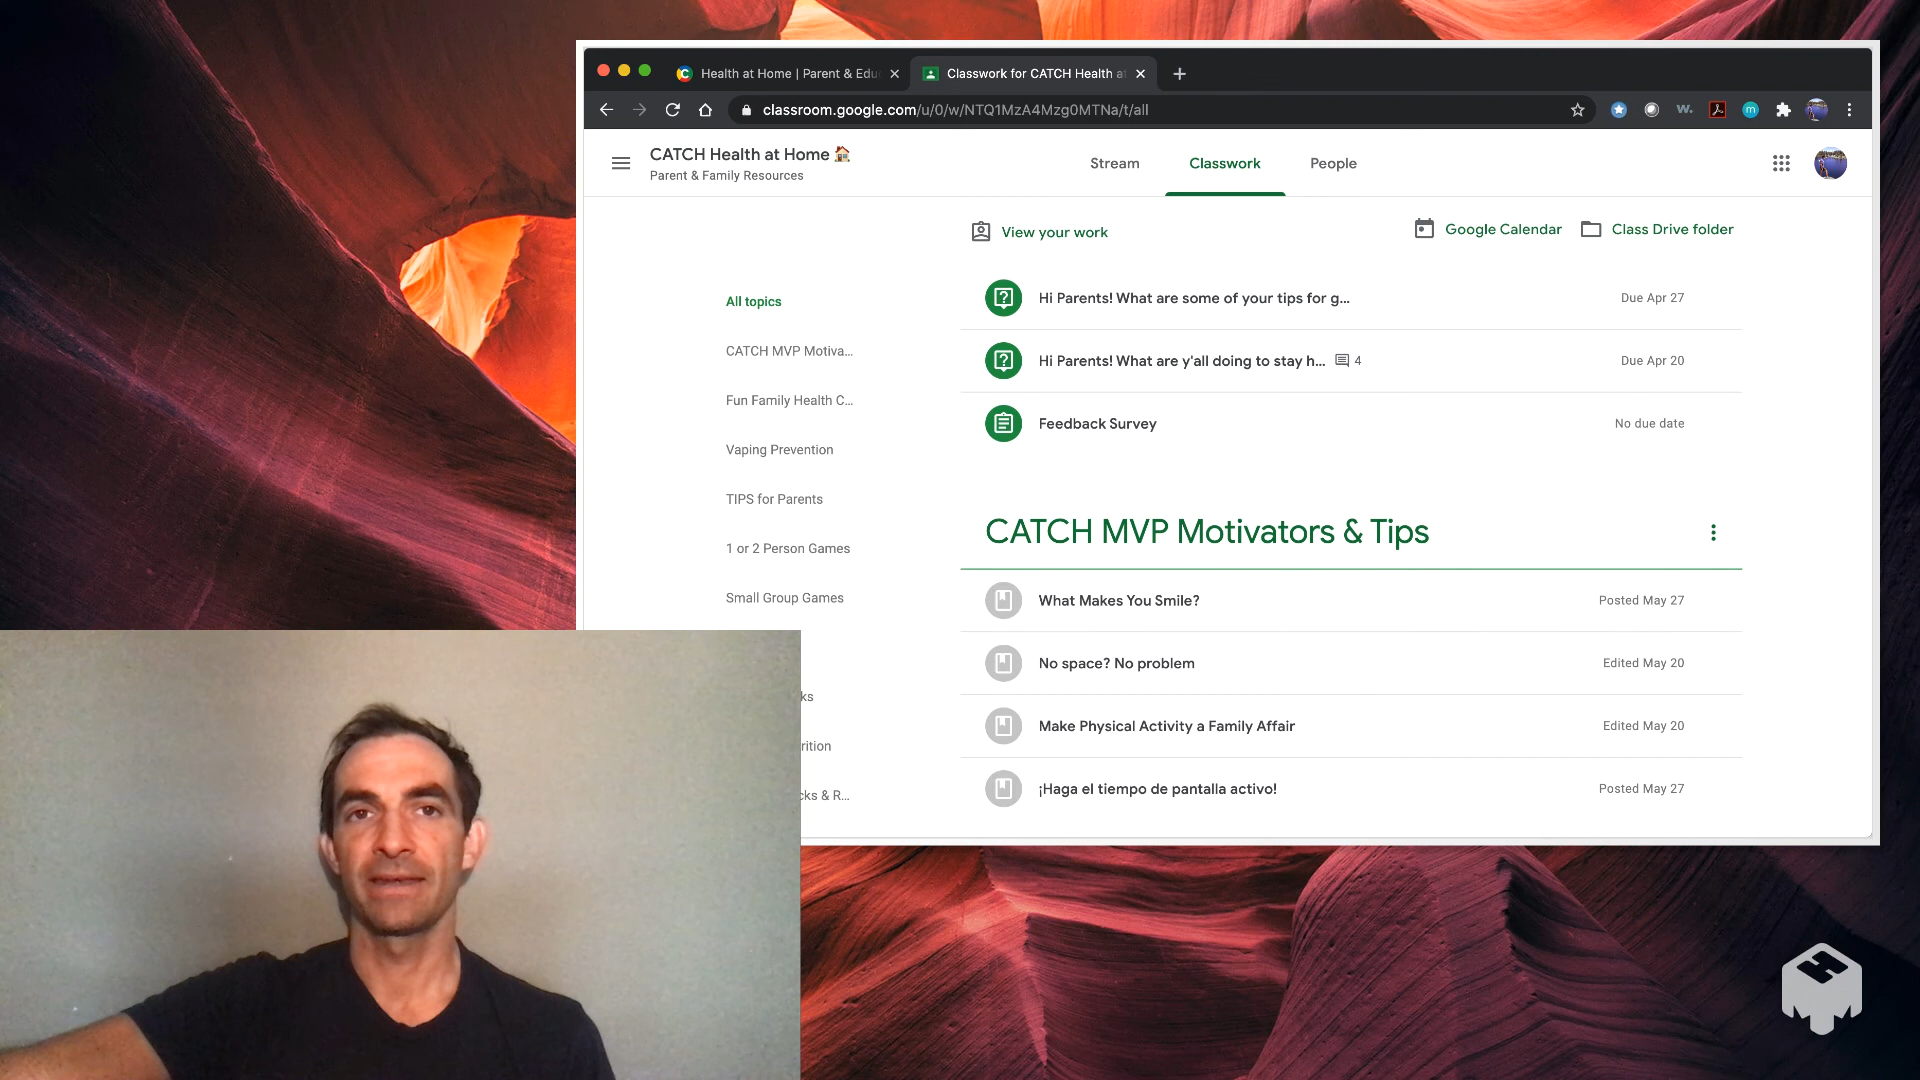 Health at Home | Parent & Edu
Classwork for CATCH Health at
classroom.google.com/u/0/w/NTQ1MzA4Mzg0MTNa/t/all
CATCH Health at Home
Parent & Family Resources
Stream
Classwork
People
View your work
Google Calendar
Class Drive folder
All topics
CATCH MVP Motiva...
Fun Family Health C...
Vaping Prevention
TIPS for Parents
1 or 2 Person Games
Small Group Games
ks
rition
cks & R...
Hi Parents! What are some of your tips for g...
Due Apr 27
Hi Parents! What are y'all doing to stay h...
4
Due Apr 20
Feedback Survey
No due date
CATCH MVP Motivators & Tips
What Makes You Smile?
Posted May 27
No space? No problem
Edited May 20
Make Physical Activity a Family Affair
Edited May 20
¡Haga el tiempo de pantalla activo!
Posted May 27